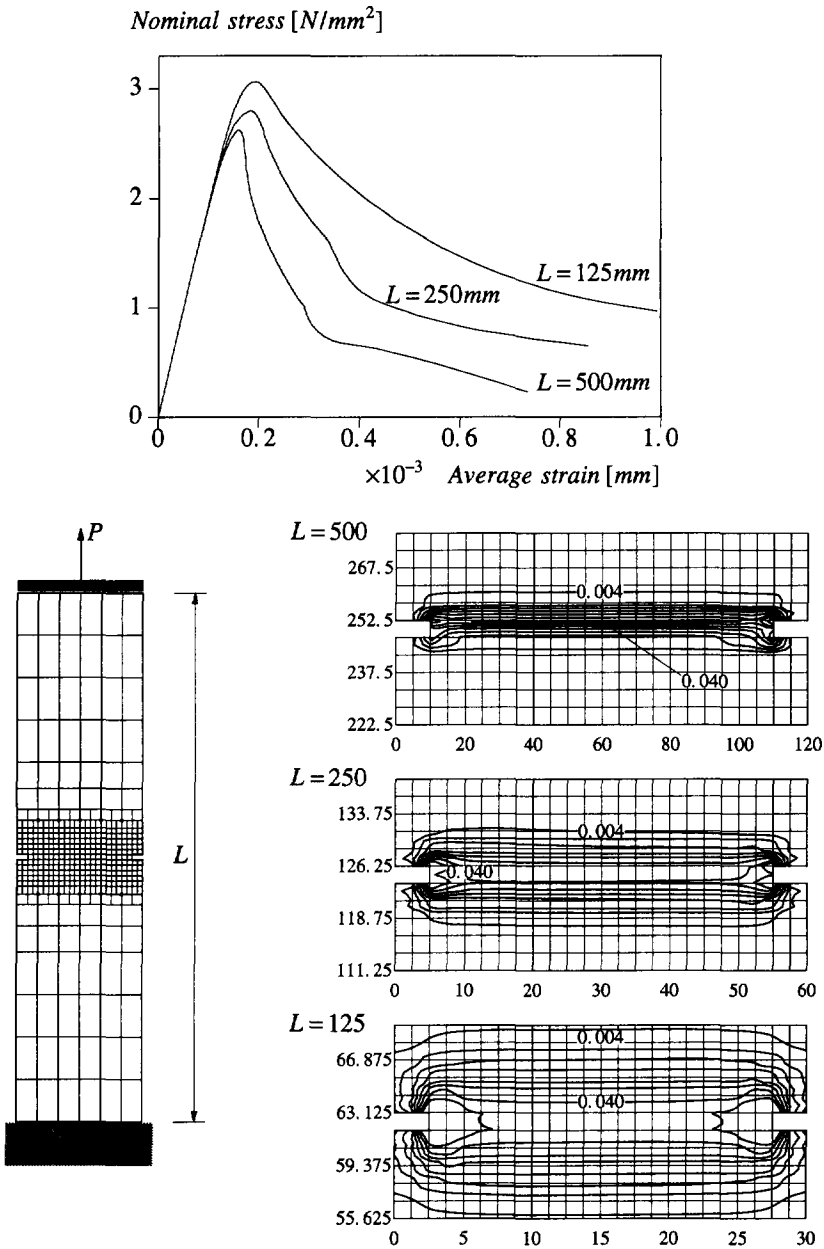 Nominal stress [N/mm²]
3
2
1
0
L=125mm
L=250mm
L=500mm
0 0.2 0.4 0.6 0.8 1.0
×10⁻³ Average strain [mm]
P
L
L=500
267.5
252.5
237.5
222.5
0.004
0.040
0 20 40 60 80 100 120
L=250
133.75
126.25
118.75
111.25
0.004
0.040
0 10 20 30 40 50 60
L=125
66.875
63.125
59.375
55.625
0.004
0.040
0 5 10 15 20 25 30